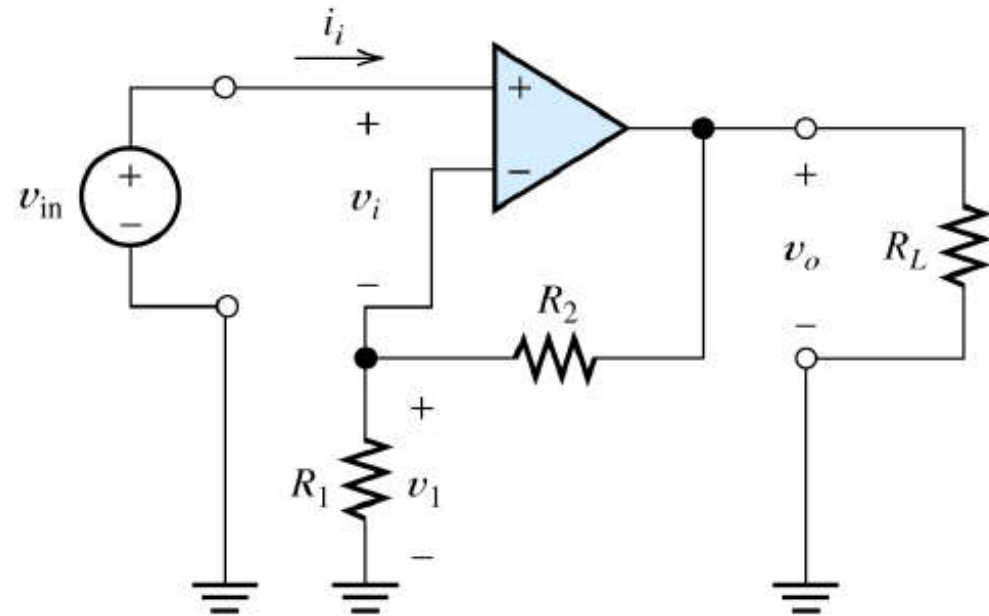 i_i
+
+
−
v_in
+
−
v_i
−
+
v_o
−
R_L
R_2
+
R_1
v_1
−